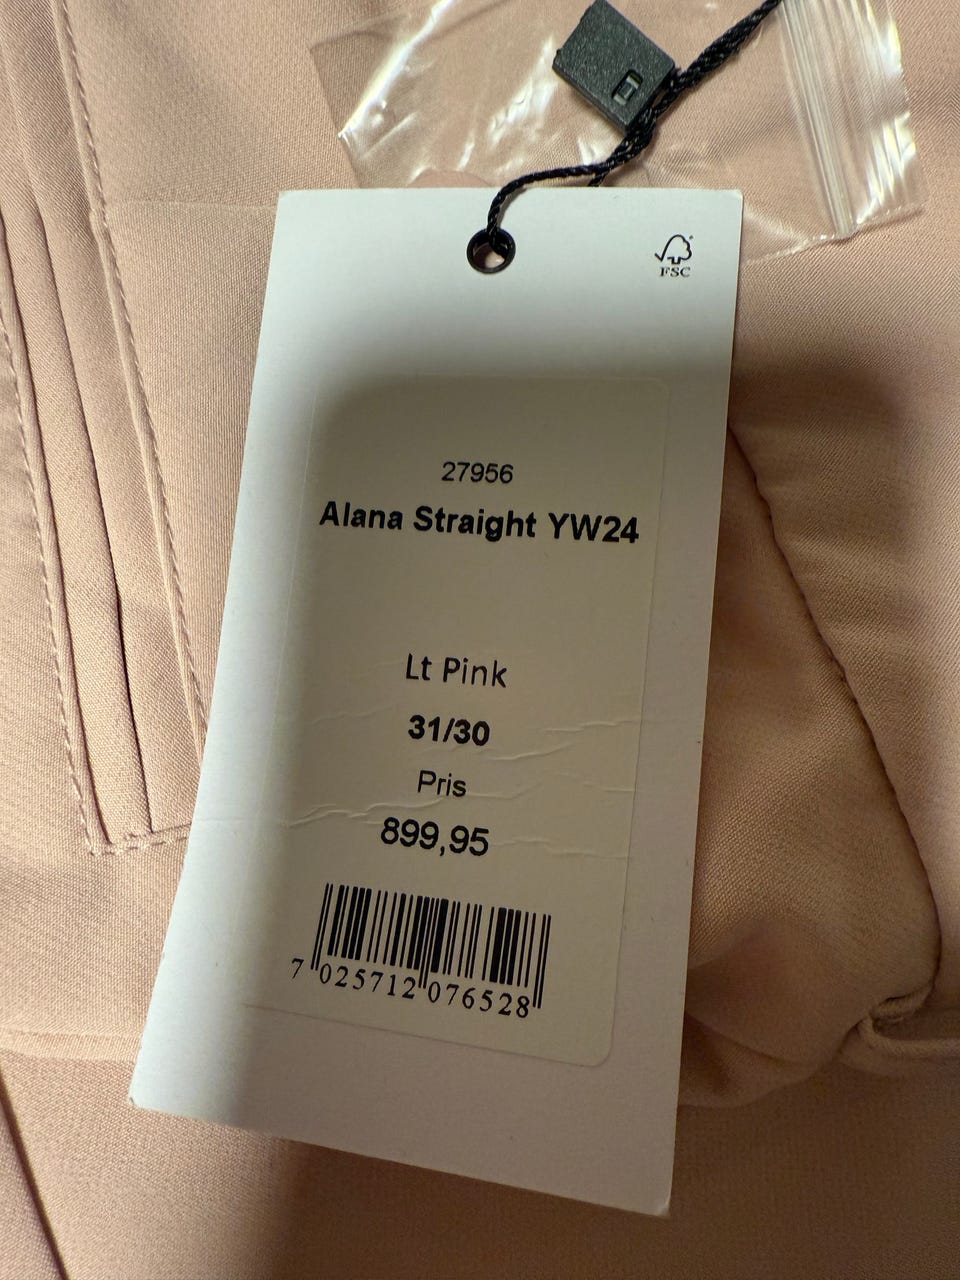 FSC
27956
Alana Straight YW24
Lt Pink
31/30
Pris
899,95
7 025712 076528